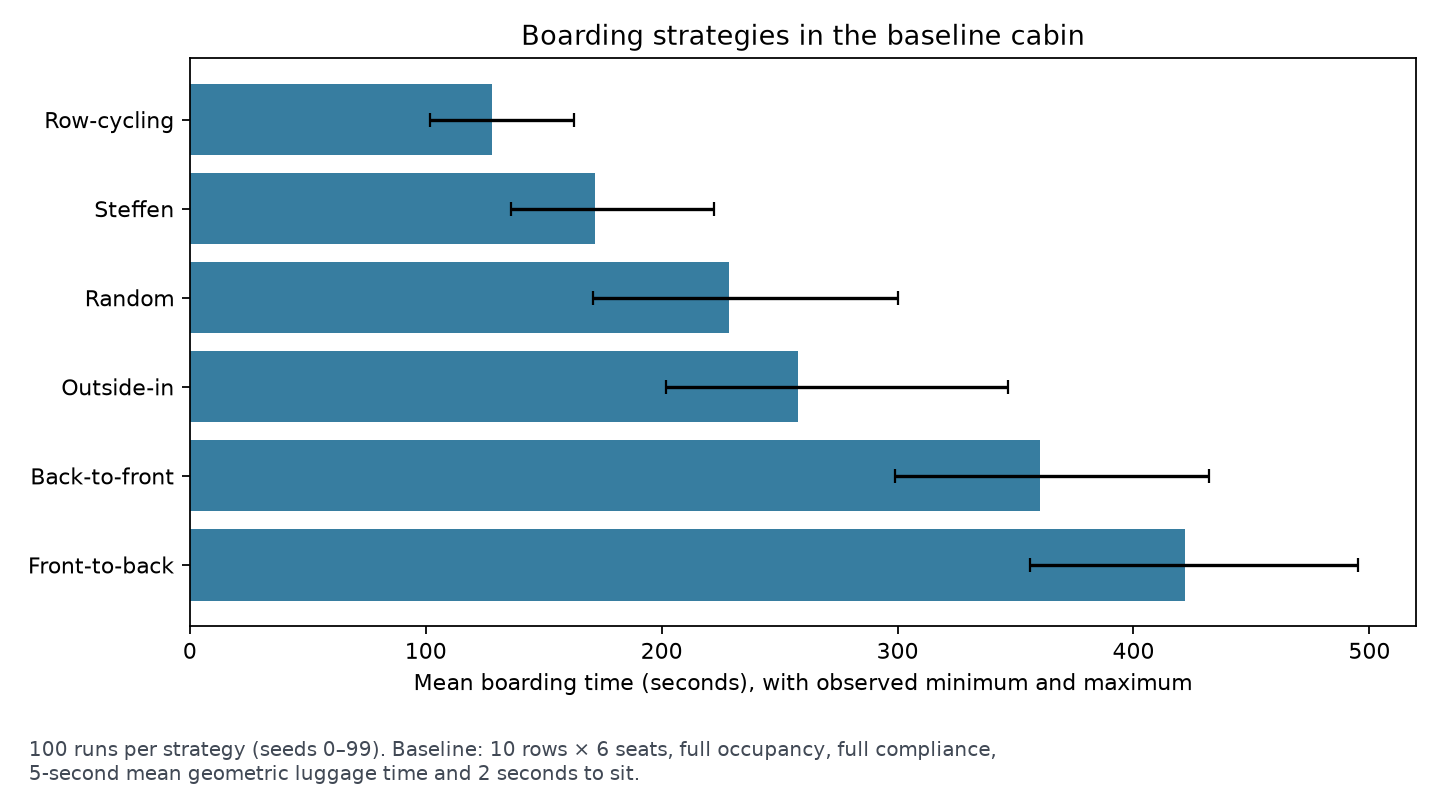 Boarding strategies in the baseline cabin
Row-cycling
Steffen
Random
Outside-in
Back-to-front
Front-to-back
0 100 200 300 400 500
Mean boarding time (seconds), with observed minimum and maximum
100 runs per strategy (seeds 0–99). Baseline: 10 rows × 6 seats, full occupancy, full compliance,
5-second mean geometric luggage time and 2 seconds to sit.